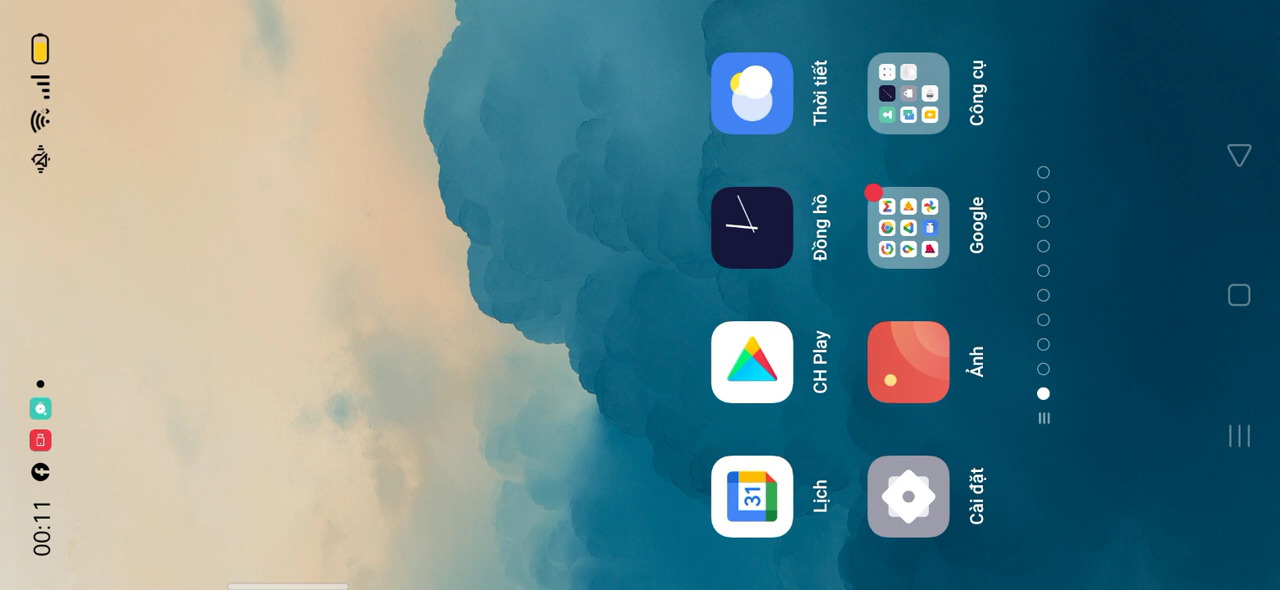 00:11
31
Lịch
CH Play
Đồng hồ
Thời tiết
Cài đặt
Ảnh
Google
Công cụ